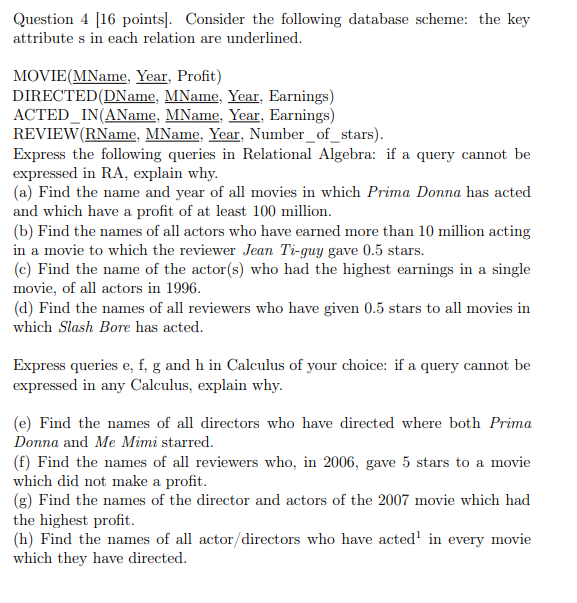 Question 4 [16 points]. Consider the following database scheme: the key
attribute s in each relation are underlined.
MOVIE(MName, Year, Profit)
DIRECTED(DName, MName, Year, Earnings)
ACTED_IN(AName, MName, Year, Earnings)
REVIEW(RName, MName, Year, Number_of_stars).
Express the following queries in Relational Algebra: if a query cannot be
expressed in RA, explain why.
(a) Find the name and year of all movies in which Prima Donna has acted
and which have a profit of at least 100 million.
(b) Find the names of all actors who have earned more than 10 million acting
in a movie to which the reviewer Jean Ti-guy gave 0.5 stars.
(c) Find the name of the actor(s) who had the highest earnings in a single
movie, of all actors in 1996.
(d) Find the names of all reviewers who have given 0.5 stars to all movies in
which Slash Bore has acted.
Express queries e, f, g and h in Calculus of your choice: if a query cannot be
expressed in any Calculus, explain why.
(e) Find the names of all directors who have directed where both Prima
Donna and Me Mimi starred.
(f) Find the names of all reviewers who, in 2006, gave 5 stars to a movie
which did not make a profit.
(g) Find the names of the director and actors of the 2007 movie which had
the highest profit.
(h) Find the names of all actor/directors who have acted¹ in every movie
which they have directed.